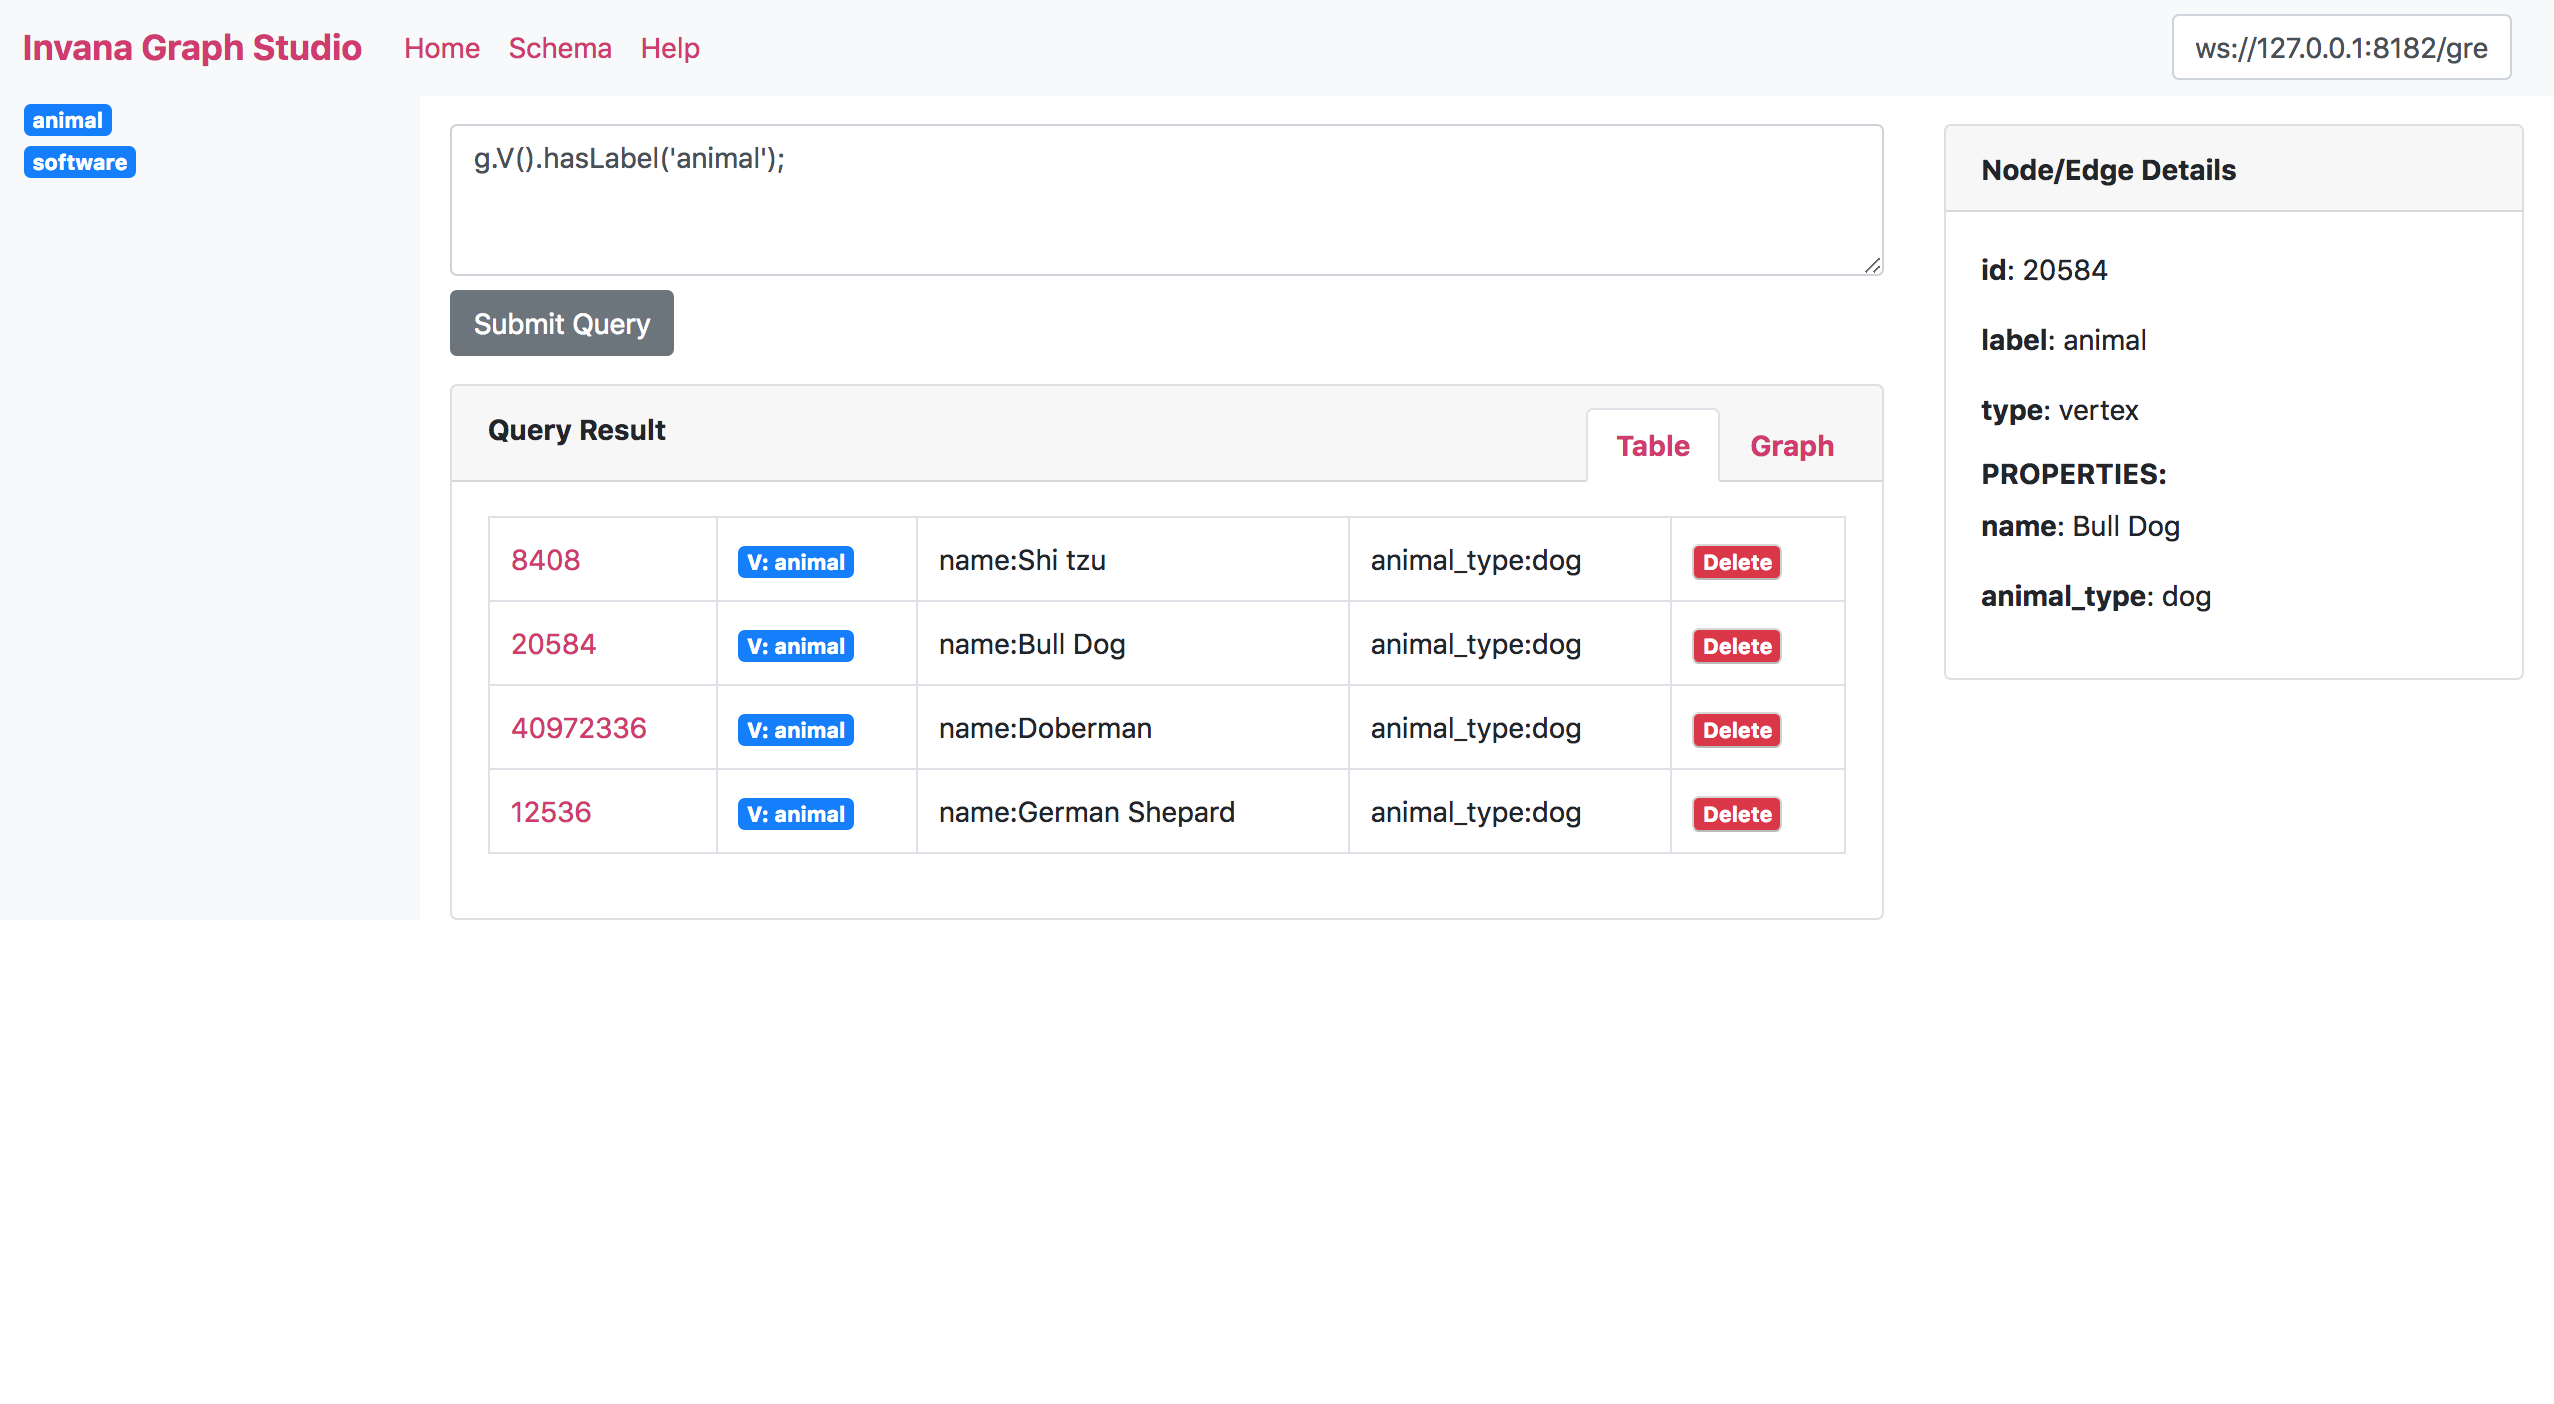 Invana Graph Studio Home Schema Help ws://127.0.0.1:8182/gre
animal
software
g.V().hasLabel('animal');
Submit Query
Query Result Table Graph
8408 V: animal name:Shi tzu animal_type:dog Delete
20584 V: animal name:Bull Dog animal_type:dog Delete
40972336 V: animal name:Doberman animal_type:dog Delete
12536 V: animal name:German Shepard animal_type:dog Delete
Node/Edge Details
id: 20584
label: animal
type: vertex
PROPERTIES:
name: Bull Dog
animal_type: dog